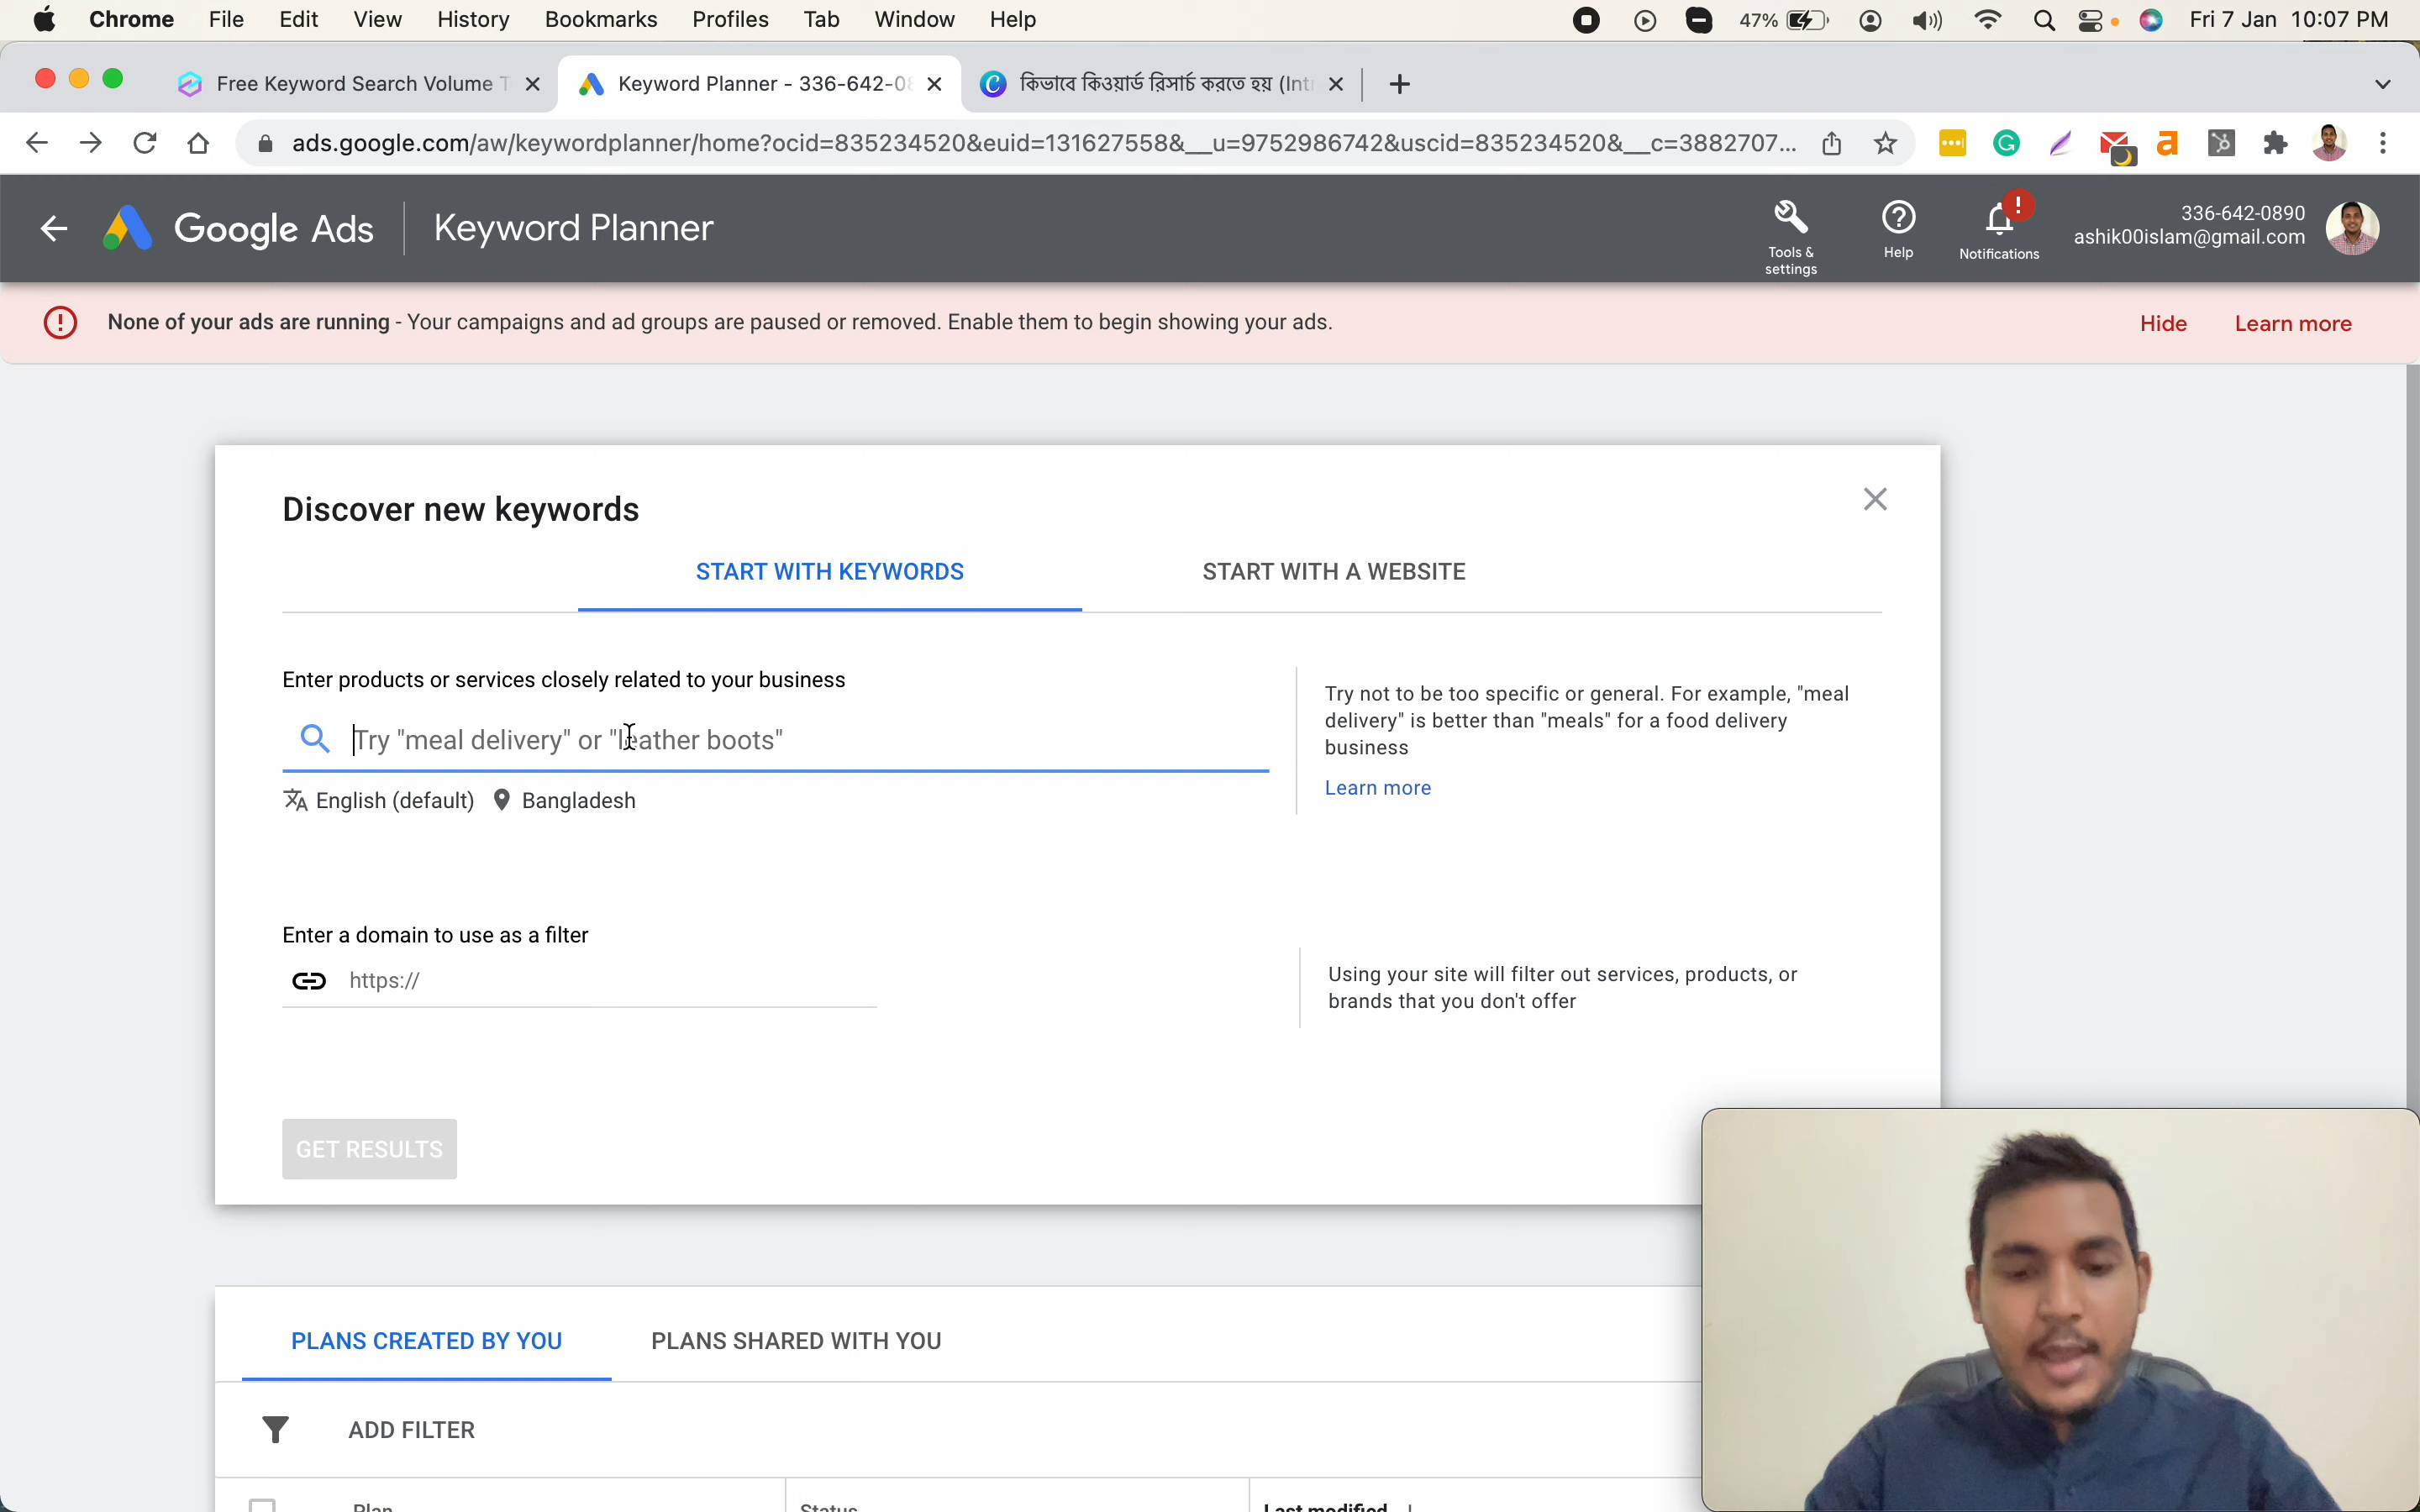 Chrome File Edit View History Bookmarks Profiles Tab Window Help 47% Fri 7 Jan 10:07 PM
Free Keyword Search Volume T Keyword Planner - 336-642-08 কিভাবে কিওয়ার্ড রিসার্চ করতে হয় (Int
ads.google.com/aw/keywordplanner/home?ocid=835234520&euid=131627558&__u=9752986742&uscid=835234520&__c=3882707...
Google Ads Keyword Planner
Tools & settings
Help
Notifications
336-642-0890
ashik00islam@gmail.com
None of your ads are running - Your campaigns and ad groups are paused or removed. Enable them to begin showing your ads. Hide Learn more
Discover new keywords
START WITH KEYWORDS START WITH A WEBSITE
Enter products or services closely related to your business
Try "meal delivery" or "leather boots"
English (default) Bangladesh
Try not to be too specific or general. For example, "meal
delivery" is better than "meals" for a food delivery
business
Learn more
Enter a domain to use as a filter
https://
Using your site will filter out services, products, or
brands that you don't offer
GET RESULTS
PLANS CREATED BY YOU PLANS SHARED WITH YOU
ADD FILTER
Plan Status Last modified